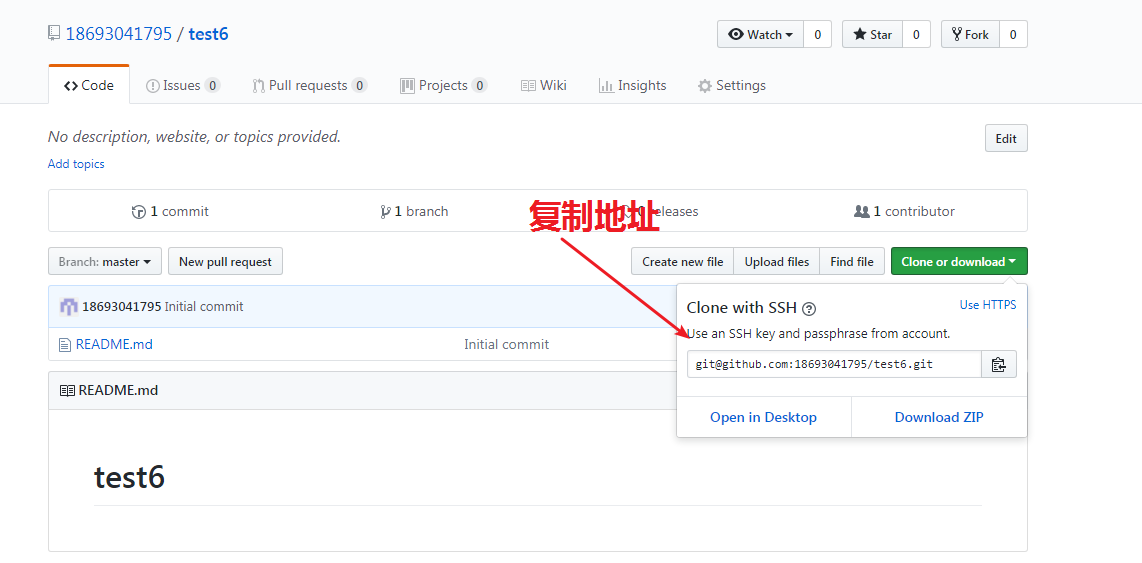 18693041795 / test6
Watch 0 Star 0 Fork 0
Code Issues 0 Pull requests 0 Projects 0 Wiki Insights Settings
No description, website, or topics provided. Edit
Add topics
1 commit 1 branch 0 releases 1 contributor
复制地址
Branch: master New pull request Create new file Upload files Find file Clone or download
18693041795 Initial commit
README.md Initial commit
Clone with SSH ? Use HTTPS
Use an SSH key and passphrase from account.
git@github.com:18693041795/test6.git
Open in Desktop Download ZIP
README.md
test6